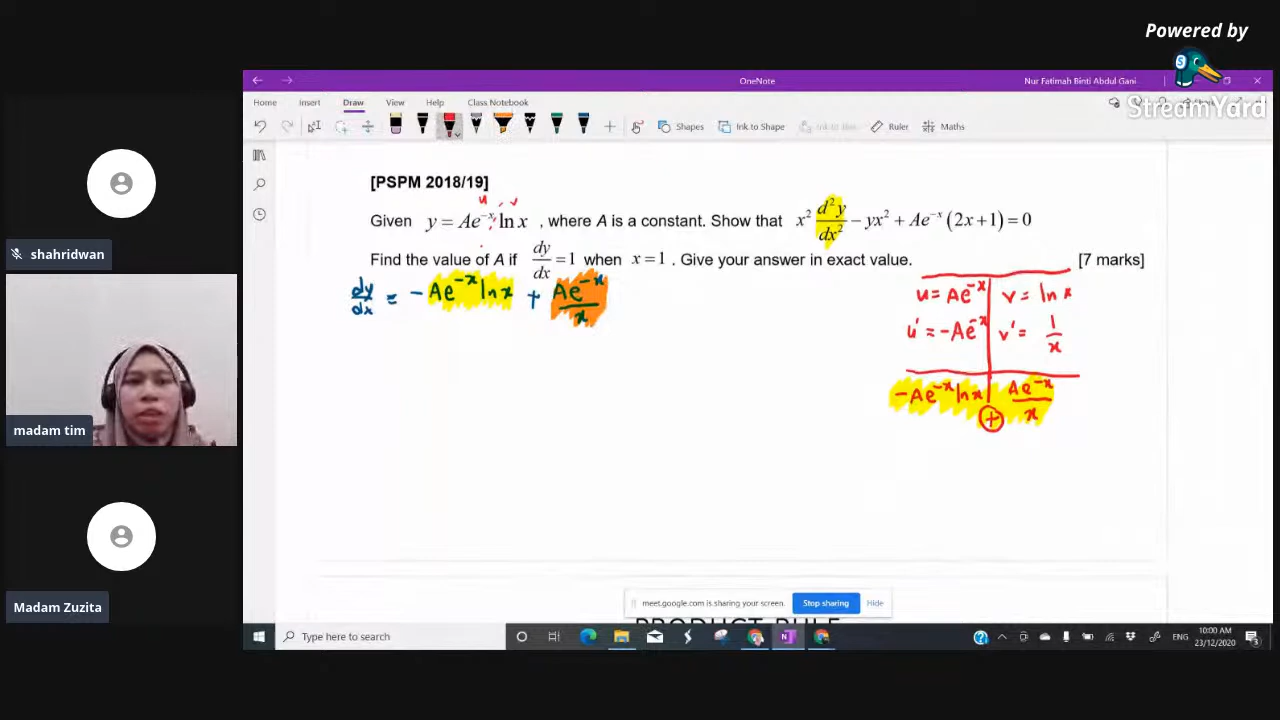 Powered by
StreamYard
OneNote
Nur Fatimah Binti Abdul Gani
Home Insert Draw View Help Class Notebook
Shapes Ink to Shape Ruler Maths
[PSPM 2018/19]
u v
Given y = Ae^{-x} ln x , where A is a constant. Show that x² d²y/dx² − yx² + Ae^{-x}(2x+1) = 0
Find the value of A if dy/dx = 1 when x = 1 . Give your answer in exact value. [7 marks]
dy/dx = - Ae^{-x} ln x + Ae^{-x}/x
u = Ae^{-x} v = ln x
u' = -Ae^{-x} v' = 1/x
-Ae^{-x} ln x + Ae^{-x}/x
shahridwan
madam tim
Madam Zuzita
meet.google.com is sharing your screen. Stop sharing Hide
PRODUCT RULE
Type here to search
ENG
10:00 AM
23/12/2020